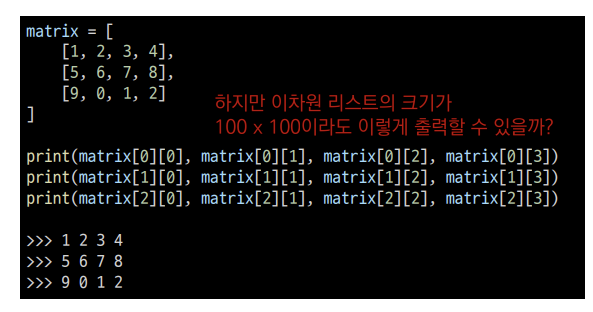 matrix = [
    [1, 2, 3, 4],
    [5, 6, 7, 8],
    [9, 0, 1, 2]
]
하지만 이차원 리스트의 크기가
100 x 100이라도 이렇게 출력할 수 있을까?
print(matrix[0][0], matrix[0][1], matrix[0][2], matrix[0][3])
print(matrix[1][0], matrix[1][1], matrix[1][2], matrix[1][3])
print(matrix[2][0], matrix[2][1], matrix[2][2], matrix[2][3])
>>> 1 2 3 4
>>> 5 6 7 8
>>> 9 0 1 2